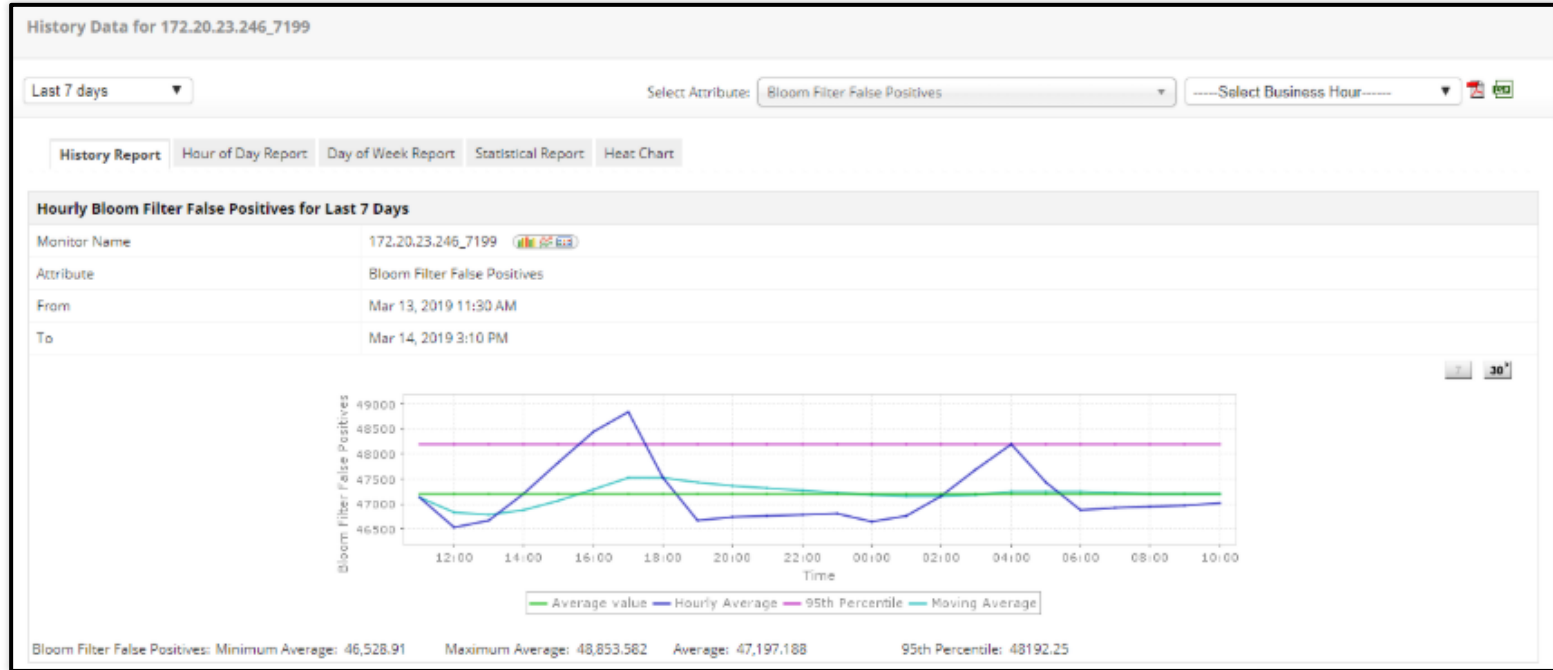 History Data for 172.20.23.246_7199
Last 7 days
Select Attribute: Bloom Filter False Positives -----Select Business Hour------
History Report Hour of Day Report Day of Week Report Statistical Report Heat Chart
Hourly Bloom Filter False Positives for Last 7 Days
Monitor Name 172.20.23.246_7199
Attribute Bloom Filter False Positives
From Mar 13, 2019 11:30 AM
To Mar 14, 2019 3:10 PM
7 30
Bloom Filter False Positives
49000
48500
48000
47500
47000
46500
12:00 14:00 16:00 18:00 20:00 22:00 00:00 02:00 04:00 06:00 08:00 10:00
Time
Average value Hourly Average 95th Percentile Moving Average
Bloom Filter False Positives: Minimum Average: 46,528.91 Maximum Average: 48,853.582 Average: 47,197.188 95th Percentile: 48192.25